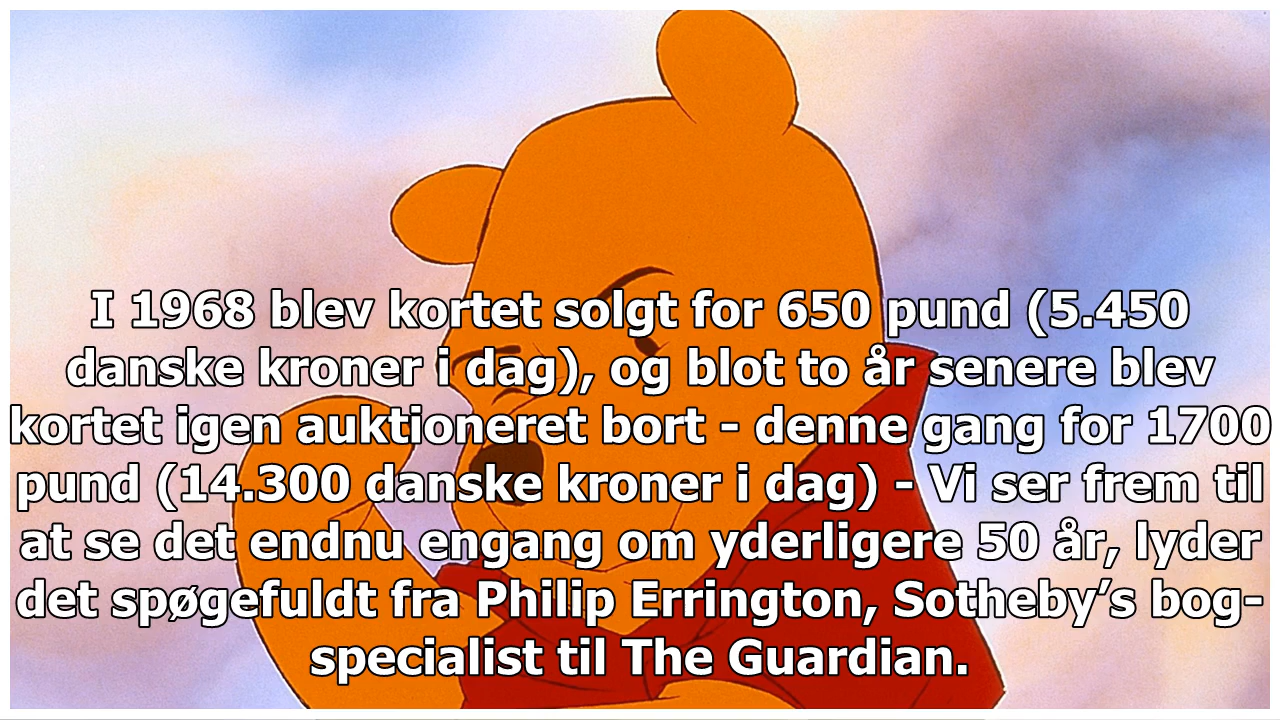 I 1968 blev kortet solgt for 650 pund (5.450
danske kroner i dag), og blot to år senere blev
kortet igen auktioneret bort - denne gang for 1700
pund (14.300 danske kroner i dag) - Vi ser frem til
at se det endnu engang om yderligere 50 år, lyder
det spøgefuldt fra Philip Errington, Sotheby’s bog-
specialist til The Guardian.